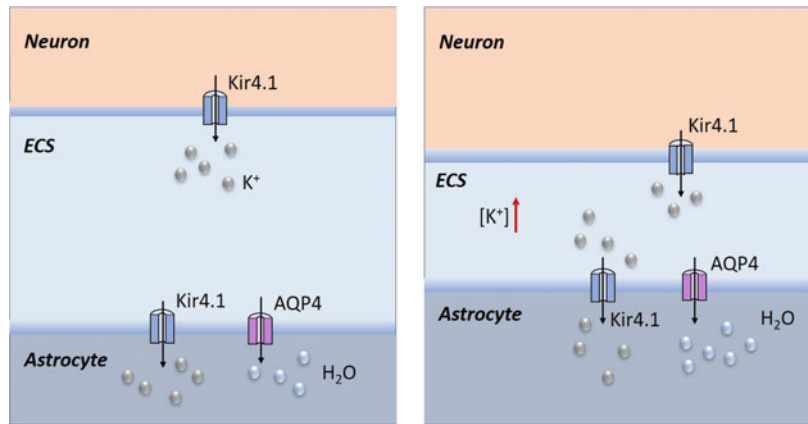 Neuron
Kir4.1
ECS
K⁺
Kir4.1
AQP4
Astrocyte
H₂O
Neuron
Kir4.1
ECS
[K⁺]
AQP4
Astrocyte
Kir4.1
H₂O